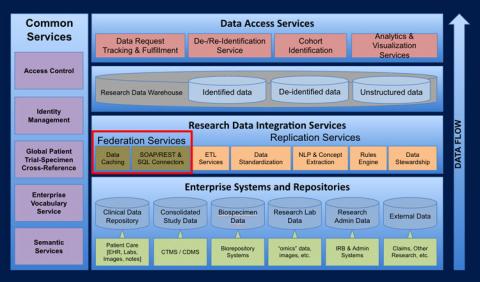 Common
Services
Access Control
Identity
Management
Global Patient
Trial-Specimen
Cross-Reference
Enterprise
Vocabulary
Service
Semantic
Services
Data Access Services
Data Request
Tracking & Fulfillment
De-/Re-Identification
Service
Cohort
Identification
Analytics &
Visualization
Services
Research Data Warehouse
Identified data
De-identified data
Unstructured data
Research Data Integration Services
Federation Services
Replication Services
Data
Caching
SOAP/REST &
SQL Connectors
ETL
Services
Data
Standardization
NLP & Concept
Extraction
Rules
Engine
Data
Stewardship
Enterprise Systems and Repositories
Clinical Data
Repository
Consolidated
Study Data
Biospecimen
Data
Research Lab
Data
Research
Admin Data
External Data
Patient Care
[EHR, Labs,
Images, notes]
CTMS / CDMS
Biorepository
Systems
"omics" data,
images, etc.
IRB & Admin
Systems
Claims, Other
Research, etc.
DATA FLOW